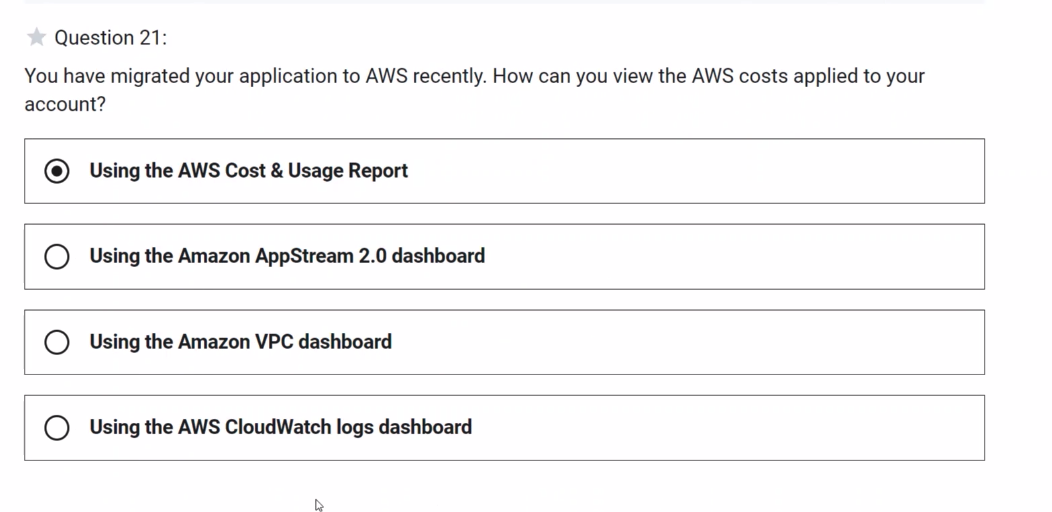 Question 21:
You have migrated your application to AWS recently. How can you view the AWS costs applied to your
account?
Using the AWS Cost & Usage Report
Using the Amazon AppStream 2.0 dashboard
Using the Amazon VPC dashboard
Using the AWS CloudWatch logs dashboard